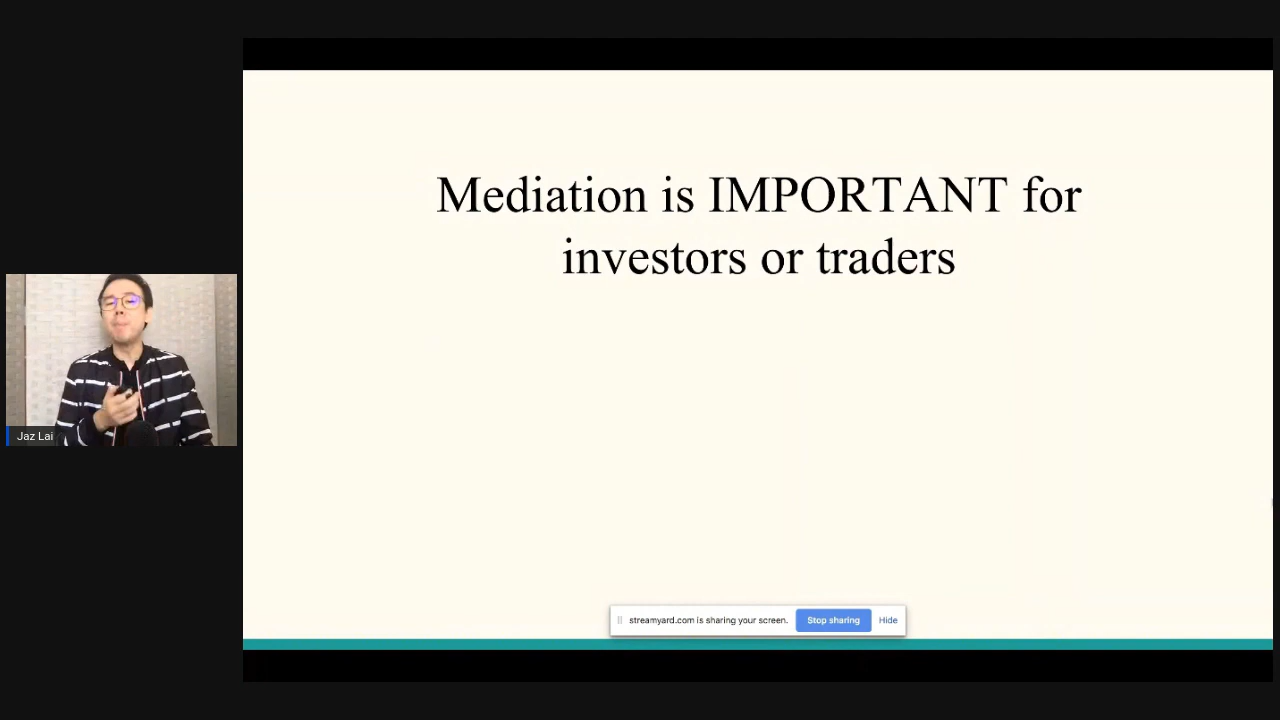 Mediation is IMPORTANT for
investors or traders
Jaz Lai
streamyard.com is sharing your screen.
Stop sharing
Hide